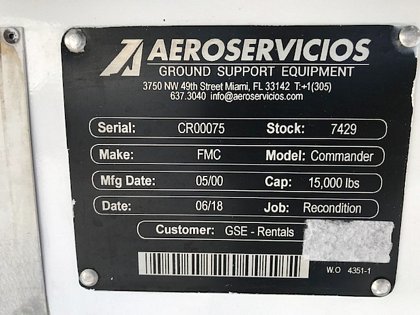 AEROSERVICIOS
GROUND SUPPORT EQUIPMENT
3750 NW 49th Street Miami, FL 33142 T:+1(305)
637.3040 info@aeroservicios.com
Serial: CR00075 Stock: 7429
Make: FMC Model: Commander
Mfg Date: 05/00 Cap: 15,000 lbs
Date: 06/18 Job: Recondition
Customer: GSE - Rentals
W.O 4351-1